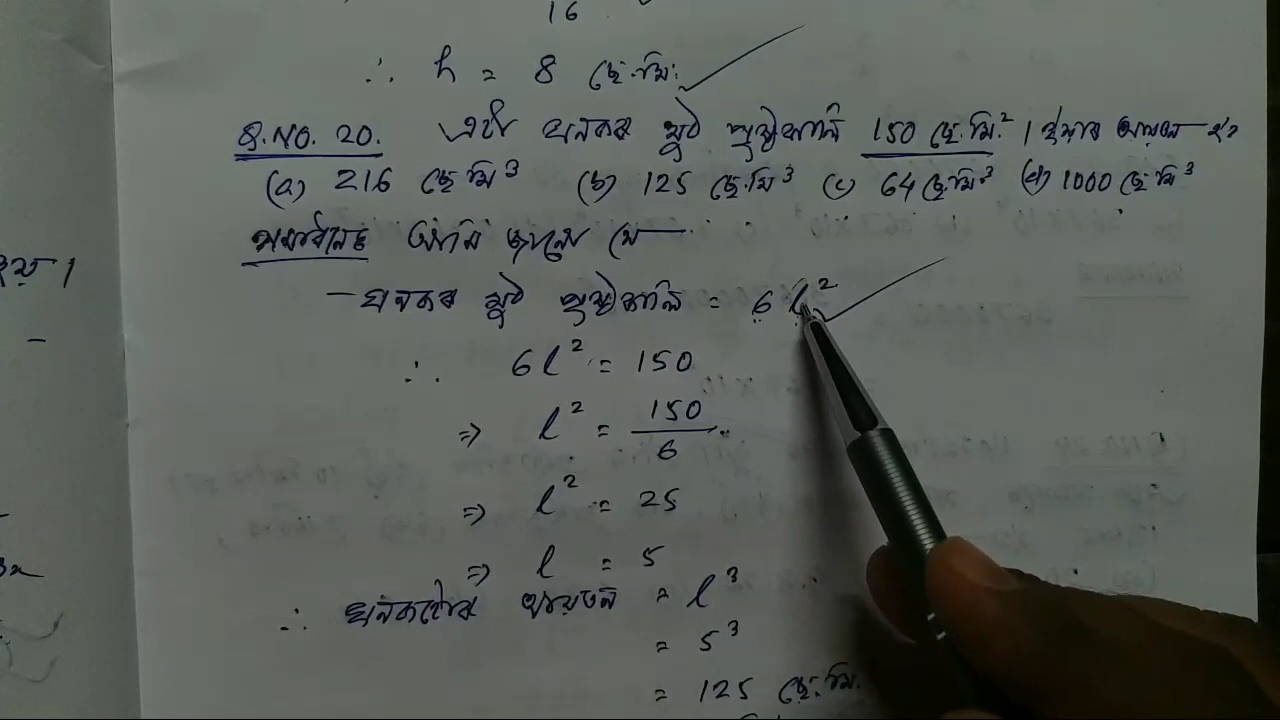 16
∴ h = 8 ছে.মি.
Q.NO. 20. এটা ঘনকৰ মুঠ পৃষ্ঠকালি 150 ছে.মি.² । ইয়াৰ আয়তন হ'ব
(a) 216 ছে মি³ (b) 125 ছে.মি³ (c) 64 ছে.মি³ (d) 1000 ছে মি³
সমাধানঃ আমি জানো যে—
— ঘনকৰ মুঠ পৃষ্ঠকালি = 6l²
∴ 6l² = 150
⇒ l² = 150/6
⇒ l² = 25
⇒ l = 5
∴ ঘনকটোৰ আয়তন = l³
= 5³
= 125 ছে.মি.